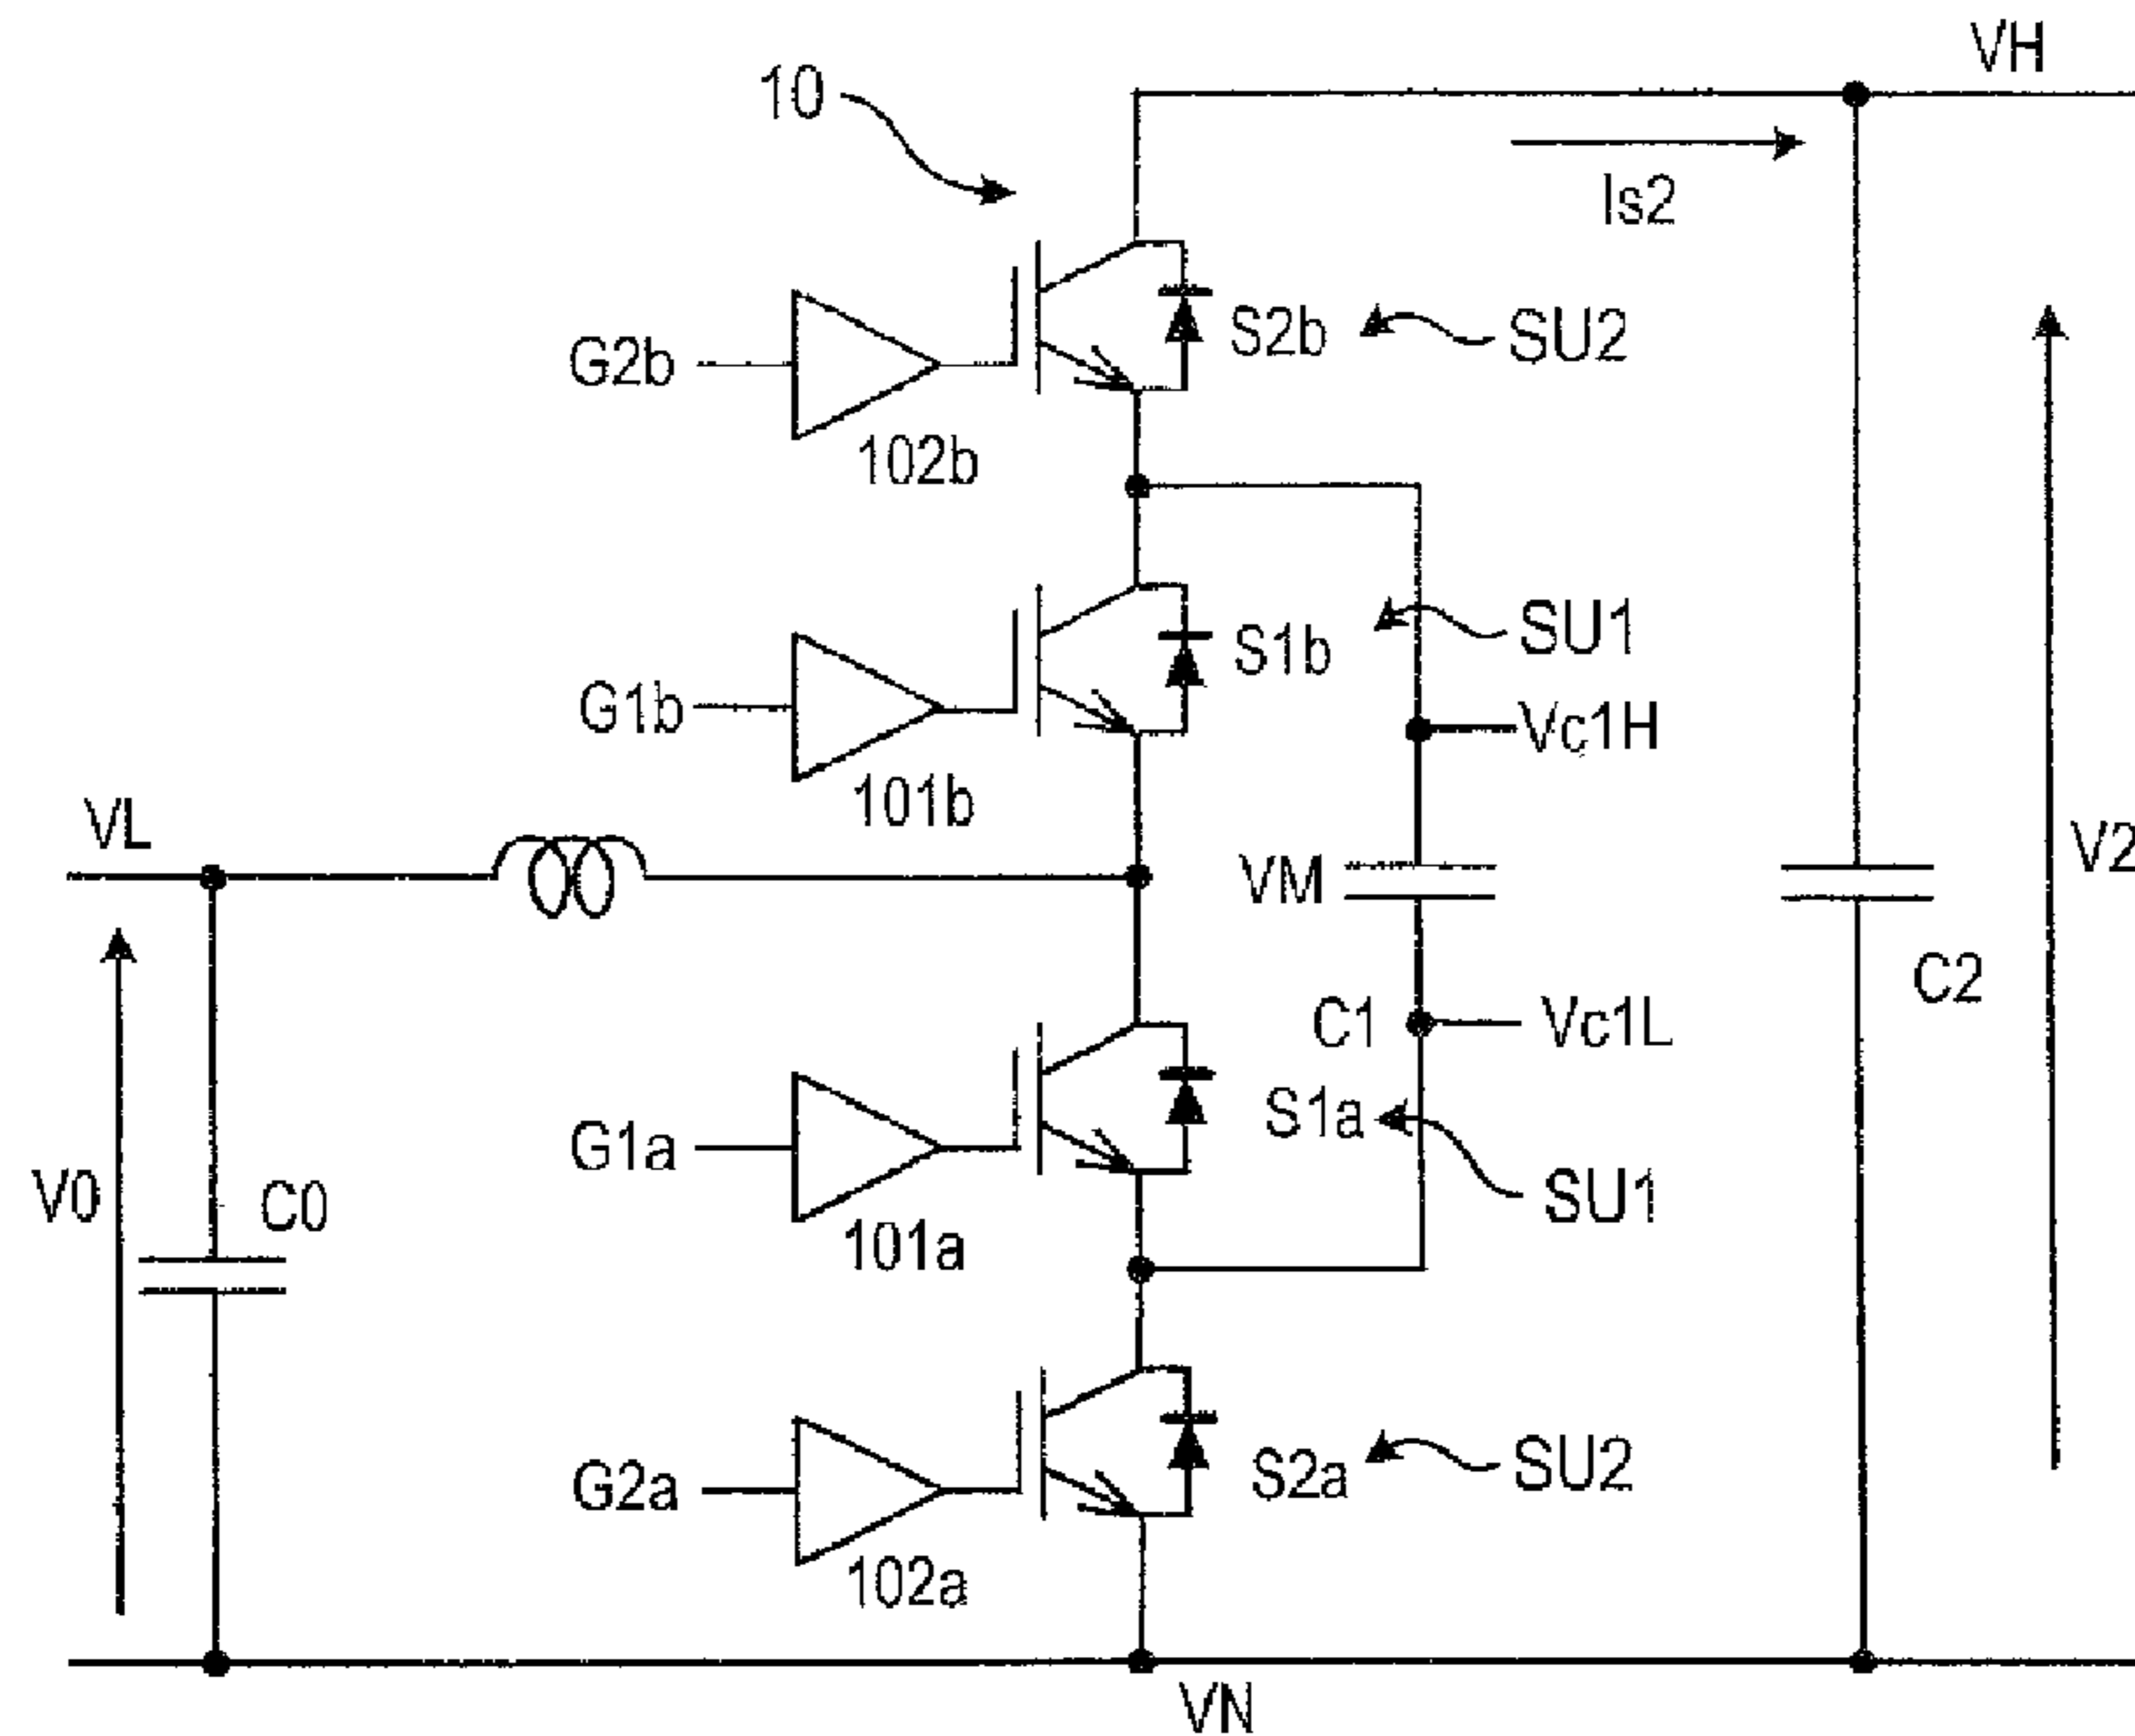 VH
10
Is2
S2b
SU2
G2b
102b
SU1
S1b
G1b
Vc1H
101b
VL
VM
V2
C2
C1
Vc1L
S1a
G1a
V0
C0
SU1
101a
S2a
SU2
G2a
102a
VN